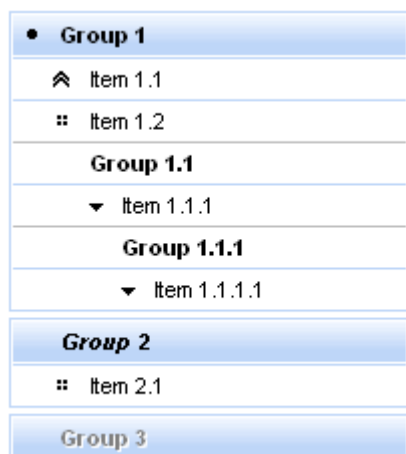 Group 1
Item 1.1
Item 1.2
Group 1.1
Item 1.1.1
Group 1.1.1
Item 1.1.1.1
Group 2
Item 2.1
Group 3